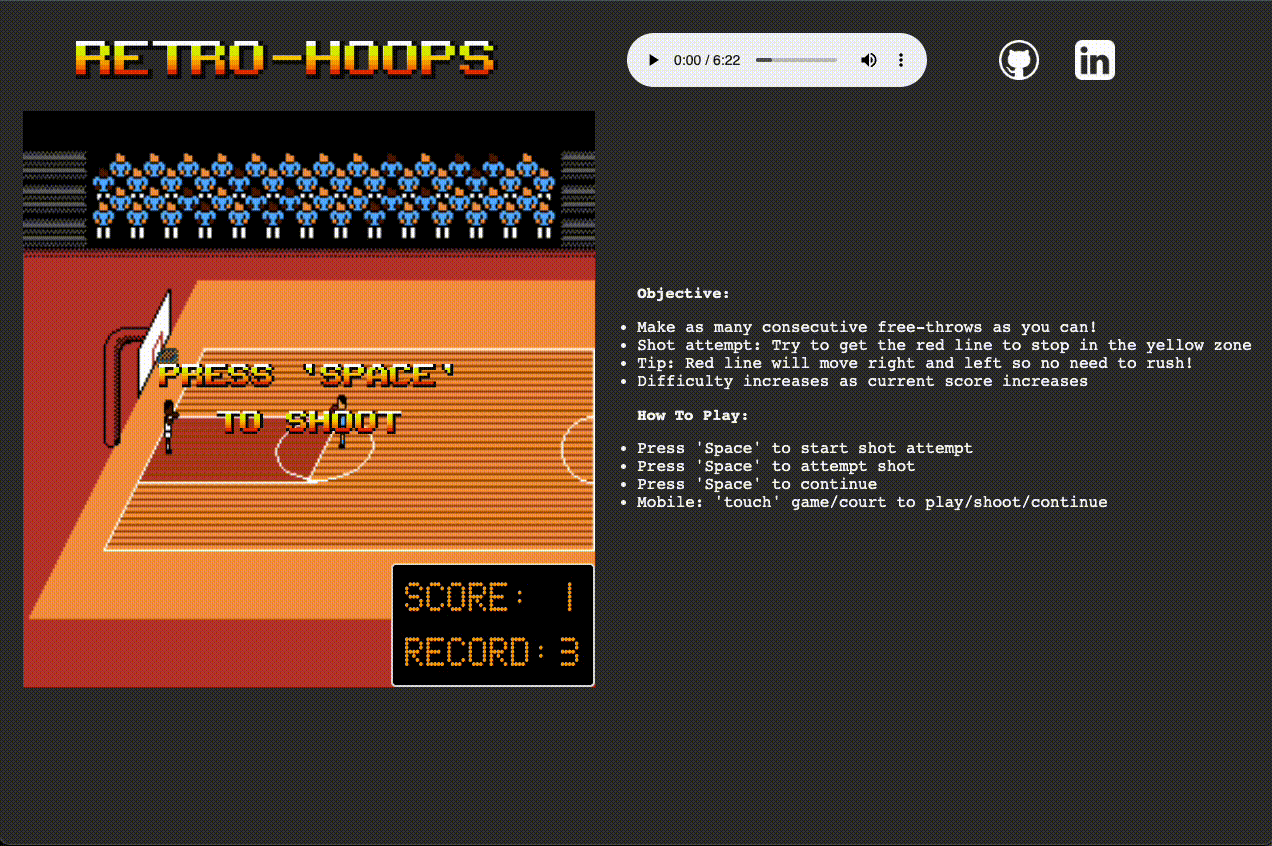 RETRO-HOOPS
0:00 / 6:22
in
PRESS 'SPACE'
TO SHOOT
SCORE: 1
RECORD: 3
Objective:
• Make as many consecutive free-throws as you can!
• Shot attempt: Try to get the red line to stop in the yellow zone
• Tip: Red line will move right and left so no need to rush!
• Difficulty increases as current score increases
How To Play:
• Press 'Space' to start shot attempt
• Press 'Space' to attempt shot
• Press 'Space' to continue
• Mobile: 'touch' game/court to play/shoot/continue